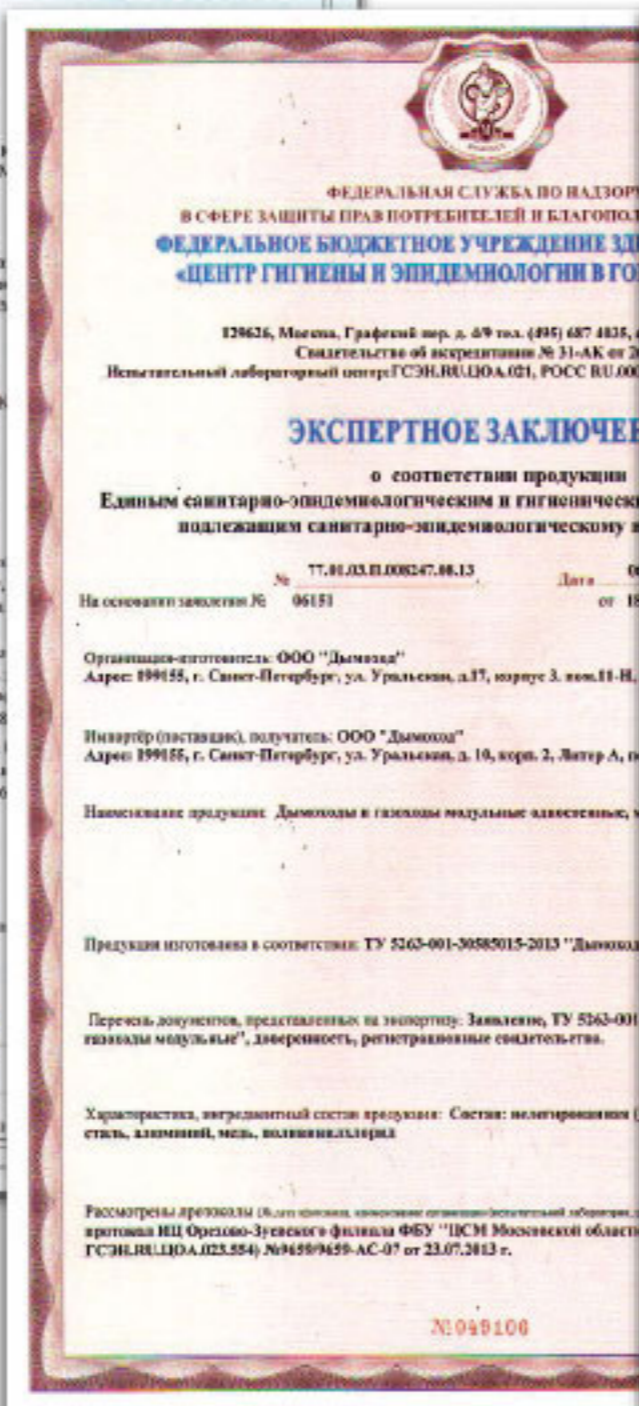 ФЕДЕРАЛЬНАЯ СЛУЖБА ПО НАДЗОР
В СФЕРЕ ЗАЩИТЫ ПРАВ ПОТРЕБИТЕЛЕЙ И БЛАГОПОЛ
ФЕДЕРАЛЬНОЕ БЮДЖЕТНОЕ УЧРЕЖДЕНИЕ ЗД
«ЦЕНТР ГИГИЕНЫ И ЭПИДЕМИОЛОГИИ В ГО
129626, Москва, Графский пер. д. 4/9 тел. (495) 687 4035,
Свидетельство об аккредитации № 31-АК от 2
Испытательный лабораторный центр: ГСЭН.RU.ЦОА.021, РОСС RU.000
ЭКСПЕРТНОЕ ЗАКЛЮЧЕ
о соответствии продукции
Единым санитарно-эпидемиологическим и гигиеническ
подлежащим санитарно-эпидемиологическому
№ 77.01.03.П.008247.08.13 Дата 0
На основании заявления № 06151 от 18
Организация-изготовитель: ООО "Дымоход"
Адрес: 199155, г. Санкт-Петербург, ул. Уральская, д.17, корпус 3. пом.11-Н,
Импортёр (поставщик), получатель: ООО "Дымоход"
Адрес: 199155, г. Санкт-Петербург, ул. Уральская, д. 10, корп. 2, Литер А,
Наименование продукции: Дымоходы и газоходы модульные одностенные,
Продукция изготовлена в соответствии: ТУ 5263-001-30585015-2013 "Дымоход
Перечень документов, представленных на экспертизу: Заявление, ТУ 5263-001
газоходы модульные", доверенность, регистрационные свидетельства.
Характеристика, ингредиентный состав продукции: Состав: нелегированная
сталь, алюминий, медь, поливинилхлорид
Рассмотрены протоколы
протокол ИЦ Орехово-Зуевского филиала ФБУ "ЦСМ Московской област
ГСЭН.RU.ЦОА.023.554) №9659/9659-АС-07 от 23.07.2013 г.
№049106